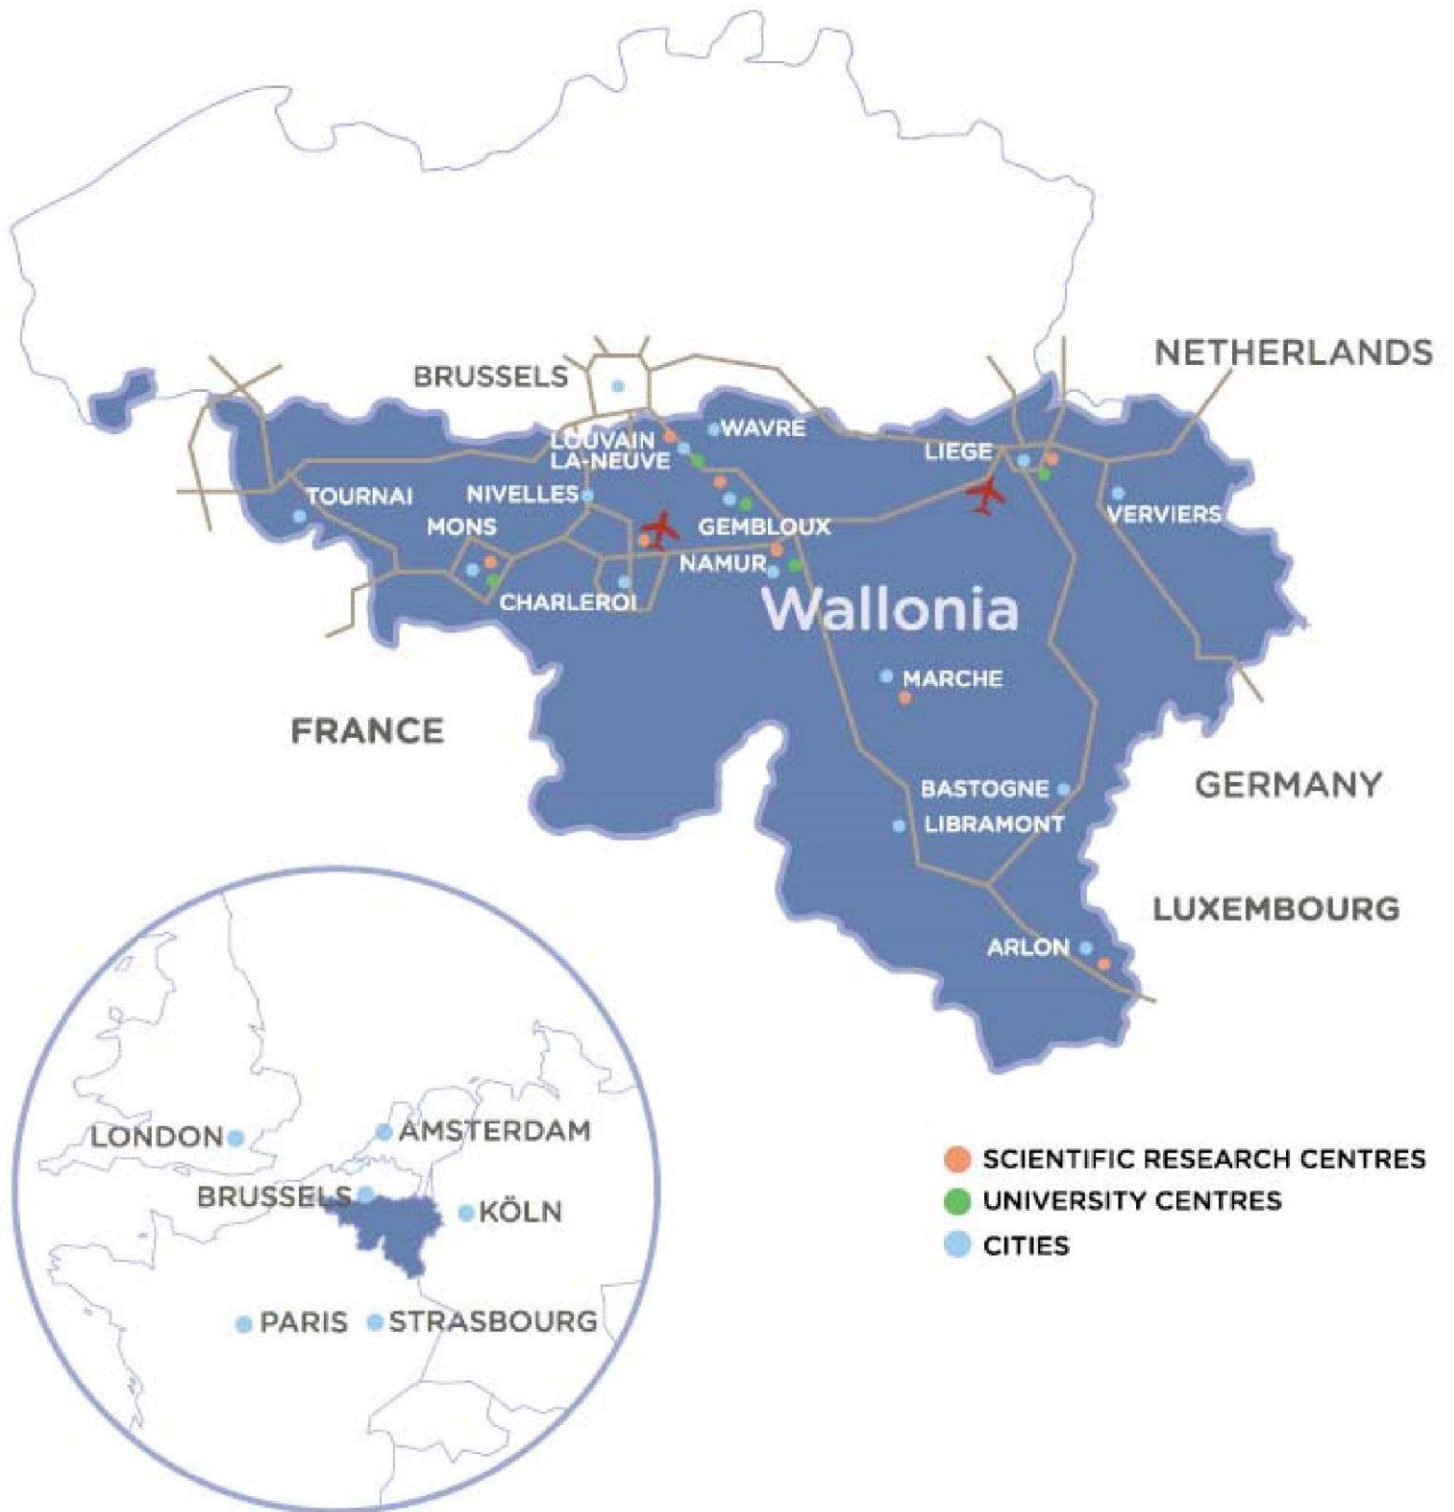 NETHERLANDS
BRUSSELS
WAVRE
LOUVAIN
LA-NEUVE
LIEGE
TOURNAI
NIVELLES
VERVIERS
MONS
GEMBLOUX
NAMUR
CHARLEROI
Wallonia
MARCHE
FRANCE
GERMANY
BASTOGNE
LIBRAMONT
LUXEMBOURG
ARLON
LONDON
AMSTERDAM
BRUSSELS
KÖLN
PARIS
STRASBOURG
SCIENTIFIC RESEARCH CENTRES
UNIVERSITY CENTRES
CITIES